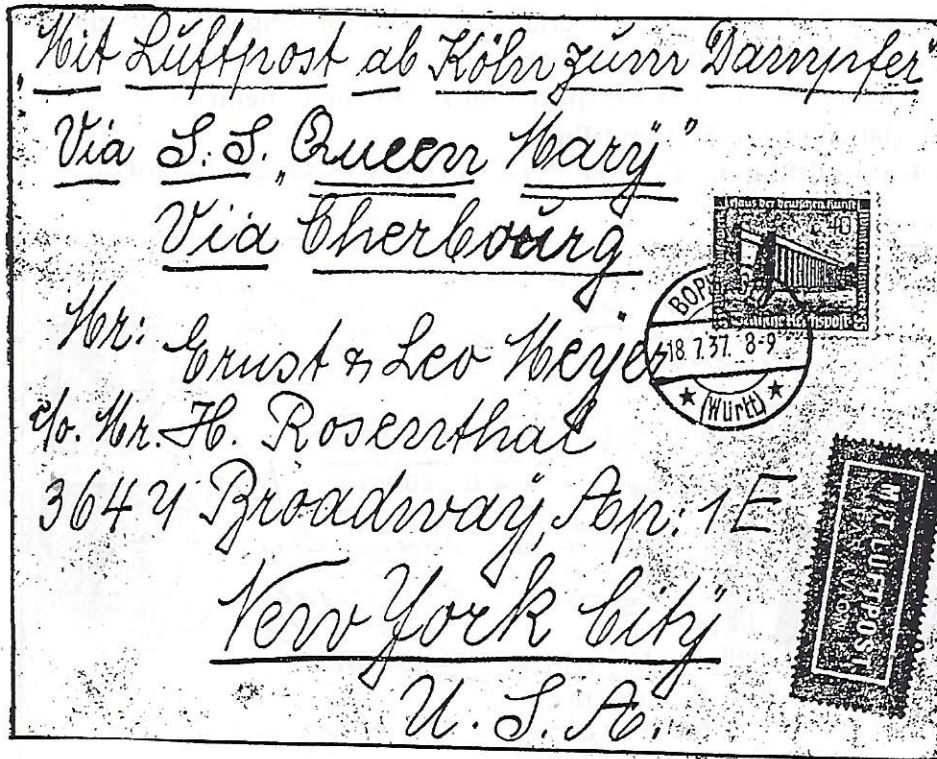 „Mit Luftpost ab Köln zum Dampfer"
Via S.S. „Queen Mary"
Via Cherbourg
Haus der Deutschen Kunst
40
Deutsche Reichspost
18.7.37. 8-9
(Württ)
Mr: Ernst & Leo Meyer
c/o. Mr. H. Rosenthal
3644 Broadway, Ap: 1E
New York City
U.S.A.
MIT LUFTPOST
PAR AVION